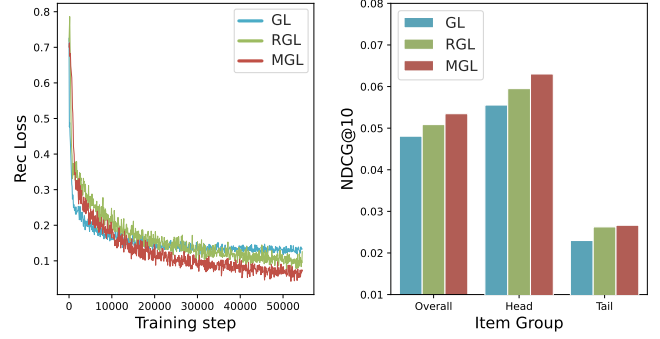 0.8
0.7
0.6
0.5
0.4
0.3
0.2
0.1
Rec Loss
0 10000 20000 30000 40000 50000
Training step
GL
RGL
MGL
0.08
0.07
0.06
0.05
0.04
0.03
0.02
0.01
NDCG@10
Overall Head Tail
Item Group
GL
RGL
MGL